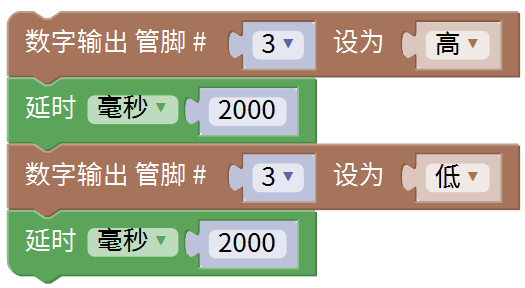 数字输出 管脚 # 3 设为 高
延时 毫秒 2000
数字输出 管脚 # 3 设为 低
延时 毫秒 2000